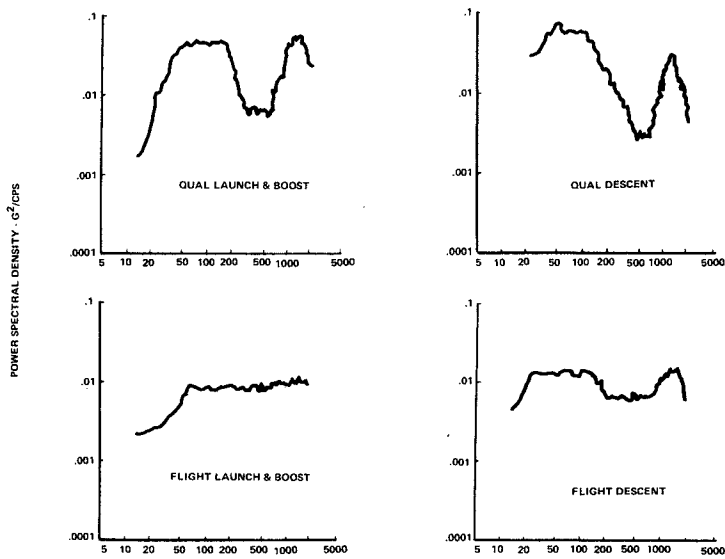 POWER SPECTRAL DENSITY - G²/CPS
.1
.01
.001
.0001
5 10 20 50 100 200 500 1000 5000
QUAL LAUNCH & BOOST
.1
.01
.001
.0001
5 10 20 50 100 200 500 1000 5000
QUAL DESCENT
.1
.01
.001
.0001
5 10 20 50 100 200 500 1000 5000
FLIGHT LAUNCH & BOOST
.1
.01
.001
.0001
5 10 20 50 100 200 500 1000 5000
FLIGHT DESCENT